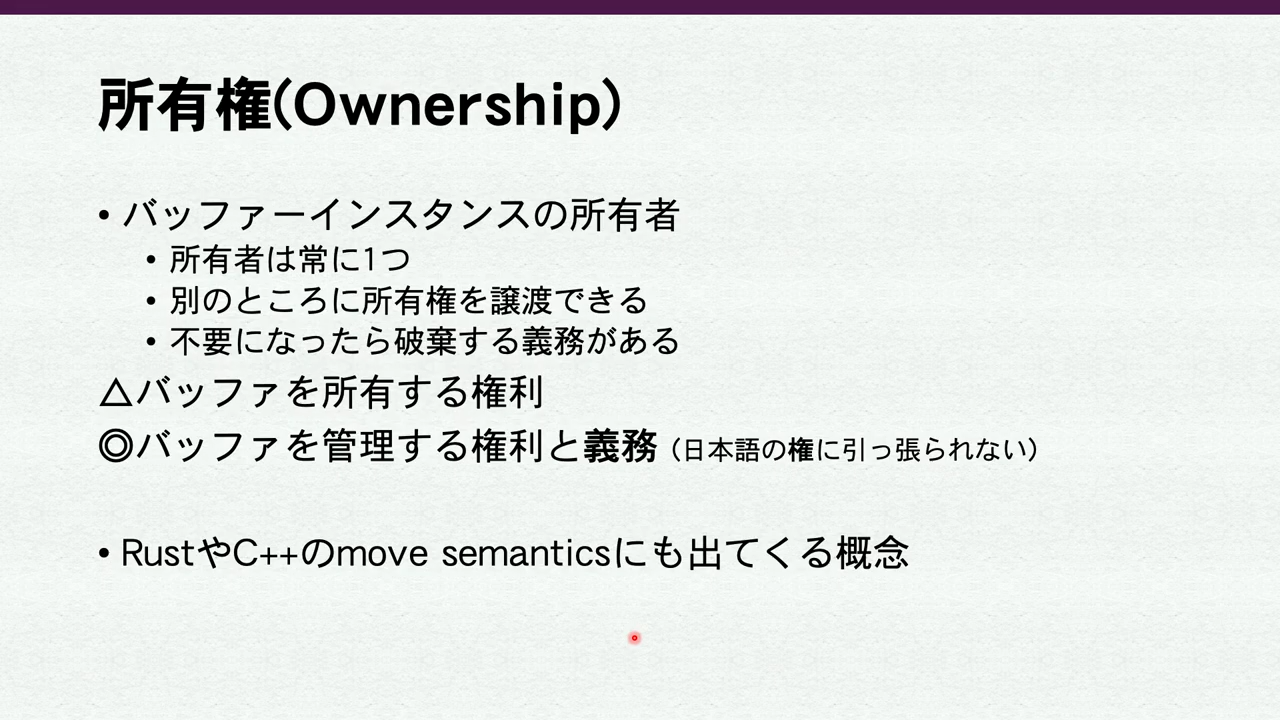 所有権(Ownership)
• バッファーインスタンスの所有者
• 所有者は常に1つ
• 別のところに所有権を譲渡できる
• 不要になったら破棄する義務がある
△バッファを所有する権利
◎バッファを管理する権利と義務（日本語の権に引っ張られない）
• RustやC++のmove semanticsにも出てくる概念